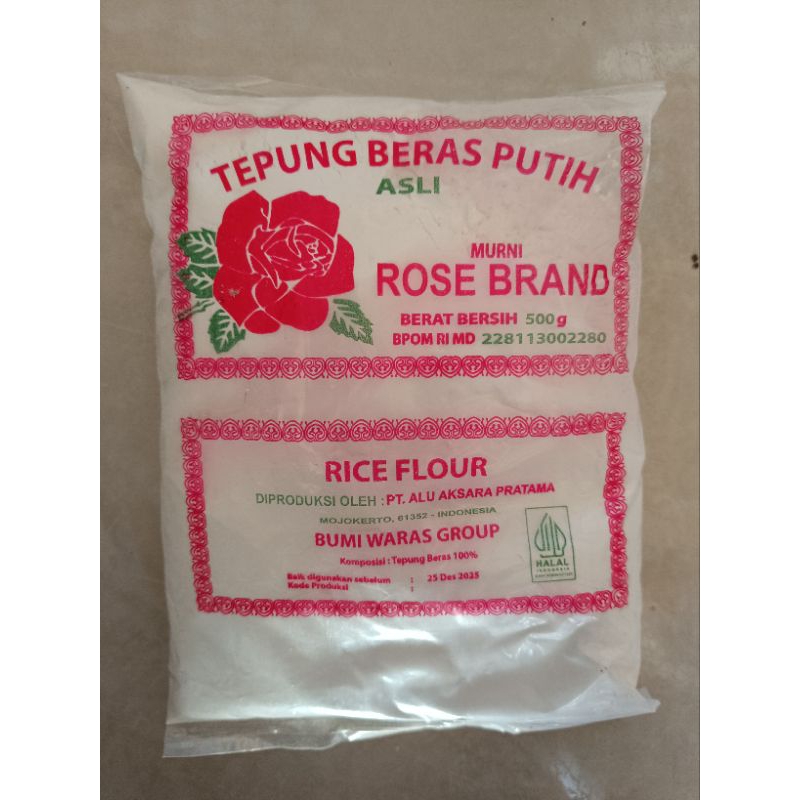 TEPUNG BERAS PUTIH
ASLI
MURNI
ROSE BRAND
BERAT BERSIH 500 g
BPOM RI MD 228113002280
RICE FLOUR
DIPRODUKSI OLEH : PT. ALU AKSARA PRATAMA
MOJOKERTO, 61352 - INDONESIA
BUMI WARAS GROUP
Komposisi : Tepung Beras 100%
Baik digunakan sebelum : 25 Des 2025
Kode Produksi :
HALAL
INDONESIA